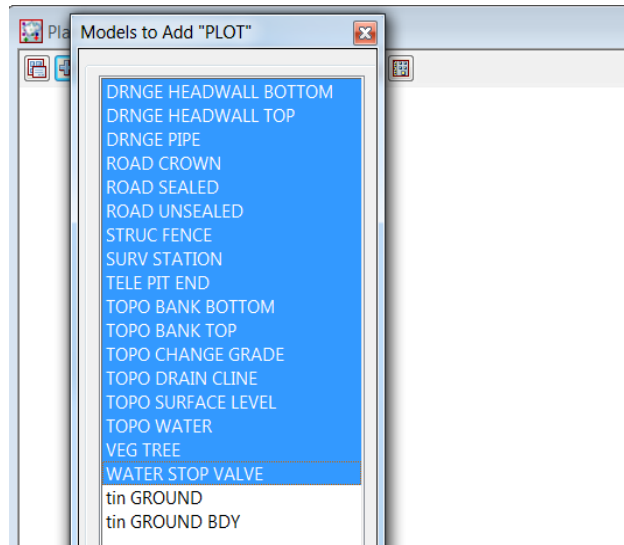 Pla
Models to Add "PLOT"
DRNGE HEADWALL BOTTOM
DRNGE HEADWALL TOP
DRNGE PIPE
ROAD CROWN
ROAD SEALED
ROAD UNSEALED
STRUC FENCE
SURV STATION
TELE PIT END
TOPO BANK BOTTOM
TOPO BANK TOP
TOPO CHANGE GRADE
TOPO DRAIN CLINE
TOPO SURFACE LEVEL
TOPO WATER
VEG TREE
WATER STOP VALVE
tin GROUND
tin GROUND BDY